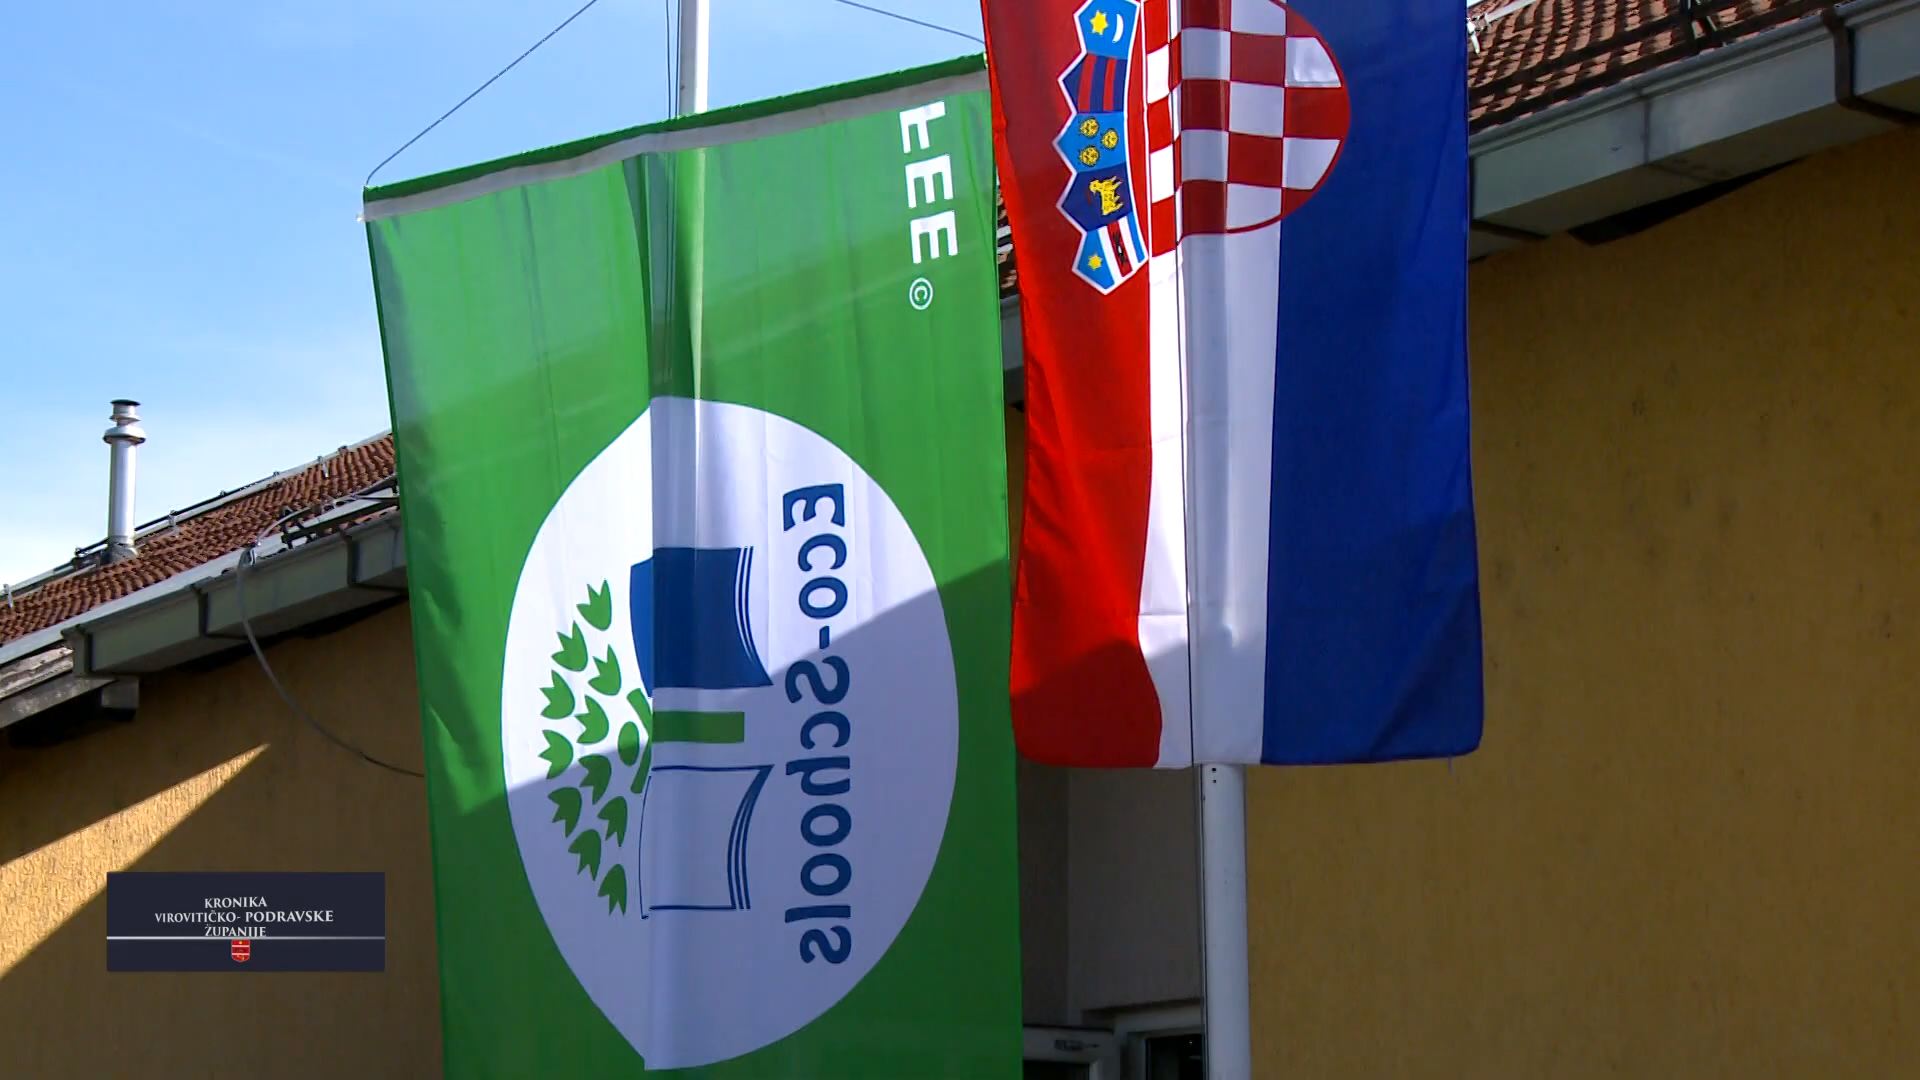 FEE
©
Eco-Schools
KRONIKA
VIROVITIČKO- PODRAVSKE
ŽUPANIJE